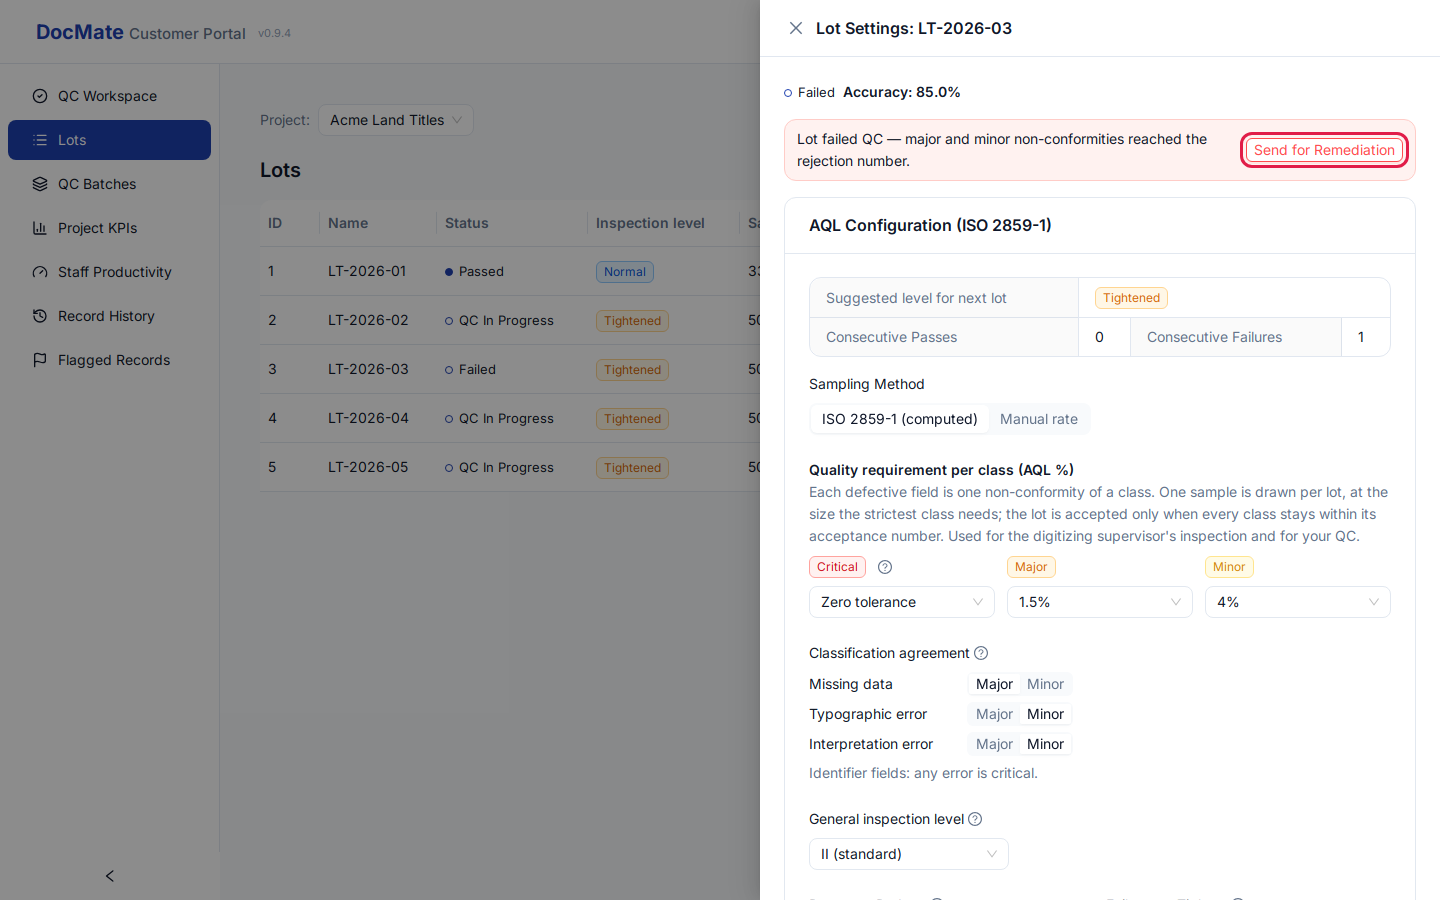 DocMate Customer Portal v0.9.4
QC Workspace
Lots
QC Batches
Project KPIs
Staff Productivity
Record History
Flagged Records
Project: Acme Land Titles
Lots
ID Name Status Inspection level
1 LT-2026-01 Passed Normal
2 LT-2026-02 QC In Progress Tightened
3 LT-2026-03 Failed Tightened
4 LT-2026-04 QC In Progress Tightened
5 LT-2026-05 QC In Progress Tightened
Lot Settings: LT-2026-03
Failed Accuracy: 85.0%
Lot failed QC — major and minor non-conformities reached the
rejection number.
Send for Remediation
AQL Configuration (ISO 2859-1)
Suggested level for next lot Tightened
Consecutive Passes 0 Consecutive Failures 1
Sampling Method
ISO 2859-1 (computed) Manual rate
Quality requirement per class (AQL %)
Each defective field is one non-conformity of a class. One sample is drawn per lot, at the
size the strictest class needs; the lot is accepted only when every class stays within its
acceptance number. Used for the digitizing supervisor's inspection and for your QC.
Critical Major Minor
Zero tolerance 1.5% 4%
Classification agreement
Missing data Major Minor
Typographic error Major Minor
Interpretation error Major Minor
Identifier fields: any error is critical.
General inspection level
II (standard)